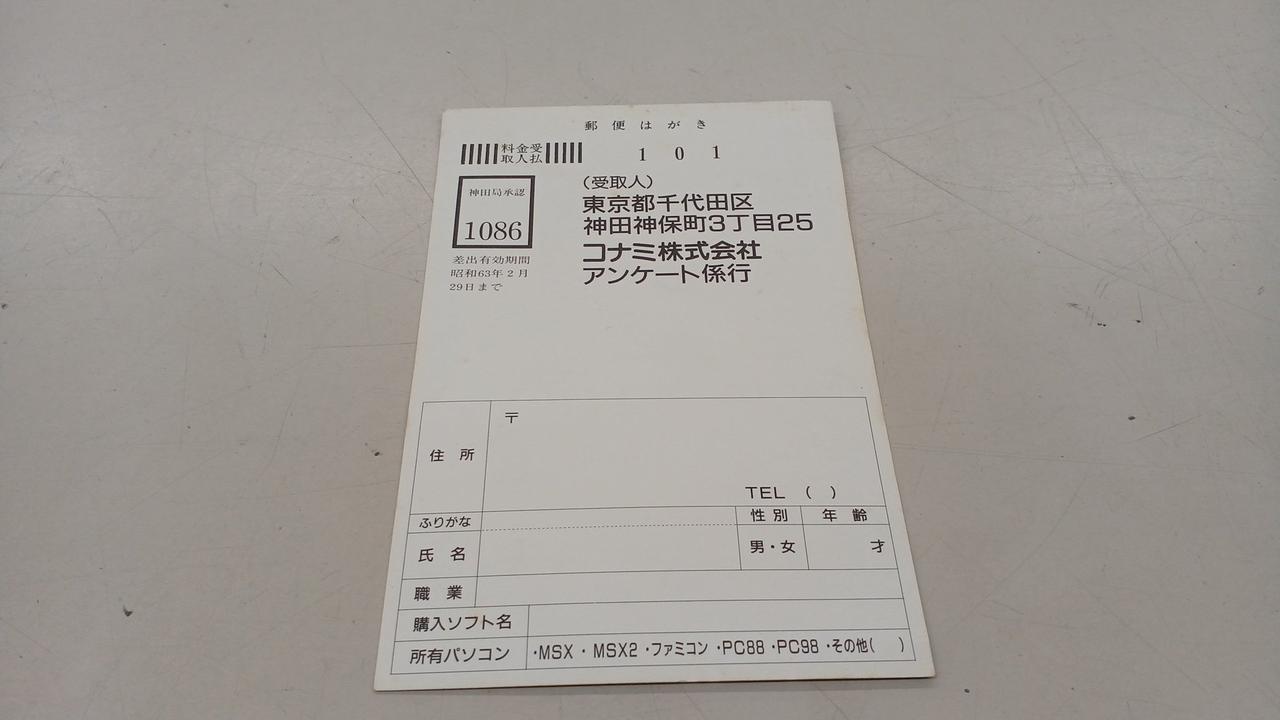 郵便はがき
料金受
取人払
101
神田局承認
1086
差出有効期間
昭和63年2月
29日まで
(受取人)
東京都千代田区
神田神保町3丁目25
コナミ株式会社
アンケート係行
住所
〒
TEL ( )
ふりがな
性別
年齢
氏名
男・女
才
職業
購入ソフト名
所有パソコン
・MSX ・MSX2 ・ファミコン ・PC88 ・PC98 ・その他( )